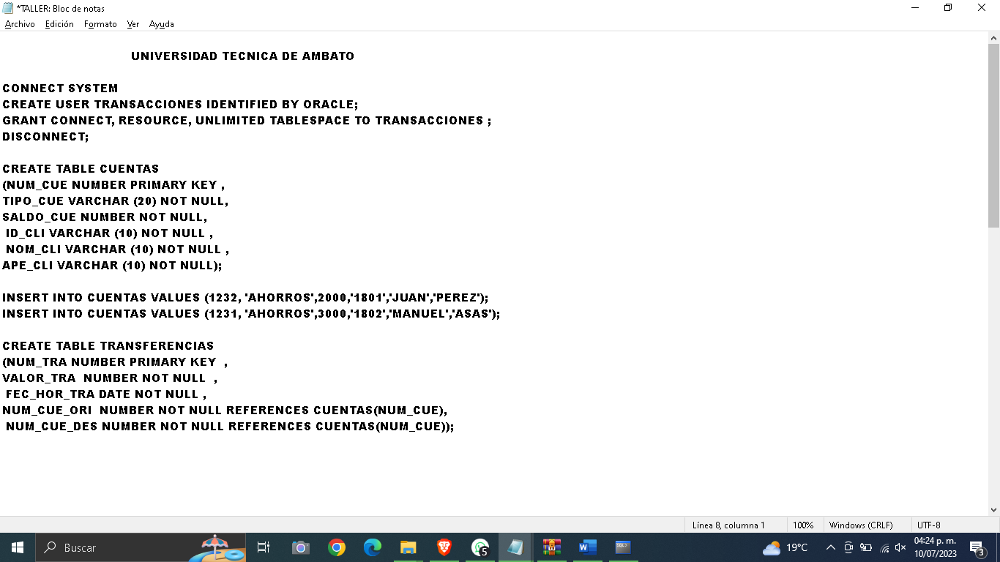 *TALLER: Bloc de notas
Archivo Edición Formato Ver Ayuda
UNIVERSIDAD TECNICA DE AMBATO
CONNECT SYSTEM
CREATE USER TRANSACCIONES IDENTIFIED BY ORACLE;
GRANT CONNECT, RESOURCE, UNLIMITED TABLESPACE TO TRANSACCIONES ;
DISCONNECT;
CREATE TABLE CUENTAS
(NUM_CUE NUMBER PRIMARY KEY ,
TIPO_CUE VARCHAR (20) NOT NULL,
SALDO_CUE NUMBER NOT NULL,
ID_CLI VARCHAR (10) NOT NULL ,
NOM_CLI VARCHAR (10) NOT NULL ,
APE_CLI VARCHAR (10) NOT NULL);
INSERT INTO CUENTAS VALUES (1232, 'AHORROS',2000,'1801','JUAN','PEREZ');
INSERT INTO CUENTAS VALUES (1231, 'AHORROS',3000,'1802','MANUEL','ASAS');
CREATE TABLE TRANSFERENCIAS
(NUM_TRA NUMBER PRIMARY KEY  ,
VALOR_TRA  NUMBER NOT NULL  ,
FEC_HOR_TRA DATE NOT NULL ,
NUM_CUE_ORI  NUMBER NOT NULL REFERENCES CUENTAS(NUM_CUE),
NUM_CUE_DES NUMBER NOT NULL REFERENCES CUENTAS(NUM_CUE));
Línea 8, columna 1 100% Windows (CRLF) UTF-8
Buscar 5 SQL> 19°C 04:24 p. m.
10/07/2023 3